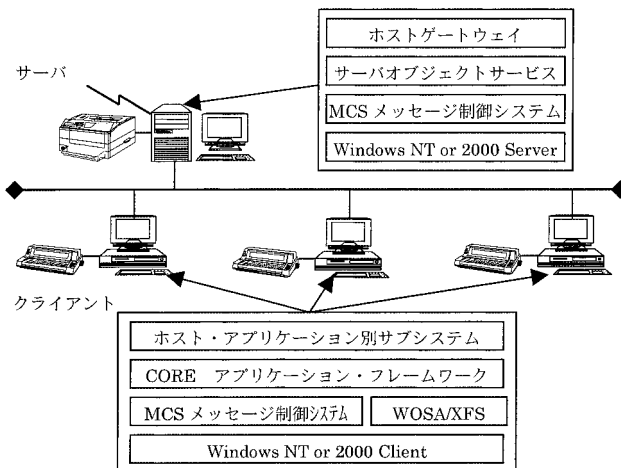 ホストゲートウェイ
サーバ
サーバオブジェクトサービス
MCS メッセージ制御システム
Windows NT or 2000 Server
クライアント
ホスト・アプリケーション別サブシステム
CORE　アプリケーション・フレームワーク
MCS メッセージ制御ｼｽﾃﾑ
WOSA/XFS
Windows NT or 2000 Client